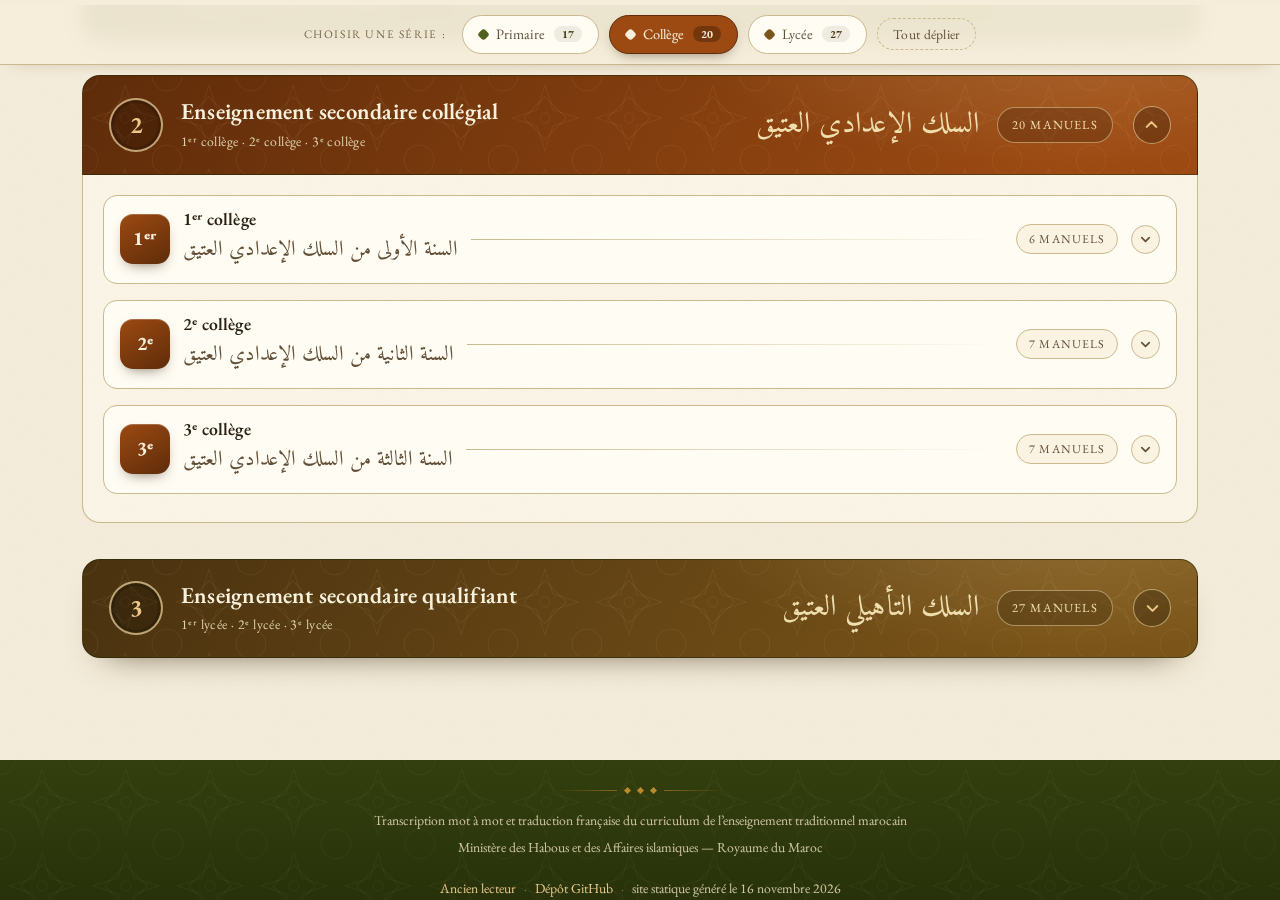 CHOISIR UNE SÉRIE : Primaire 17 Collège 20 Lycée 27 Tout déplier
2 Enseignement secondaire collégial السلك الإعدادي العتيق 20 MANUELS
1er collège · 2e collège · 3e collège
1er 1er collège 6 MANUELS
السنة الأولى من السلك الإعدادي العتيق
2e 2e collège 7 MANUELS
السنة الثانية من السلك الإعدادي العتيق
3e 3e collège 7 MANUELS
السنة الثالثة من السلك الإعدادي العتيق
3 Enseignement secondaire qualifiant السلك التأهيلي العتيق 27 MANUELS
1er lycée · 2e lycée · 3e lycée
Transcription mot à mot et traduction française du curriculum de l’enseignement traditionnel marocain
Ministère des Habous et des Affaires islamiques — Royaume du Maroc
Ancien lecteur · Dépôt GitHub · site statique généré le 16 novembre 2026